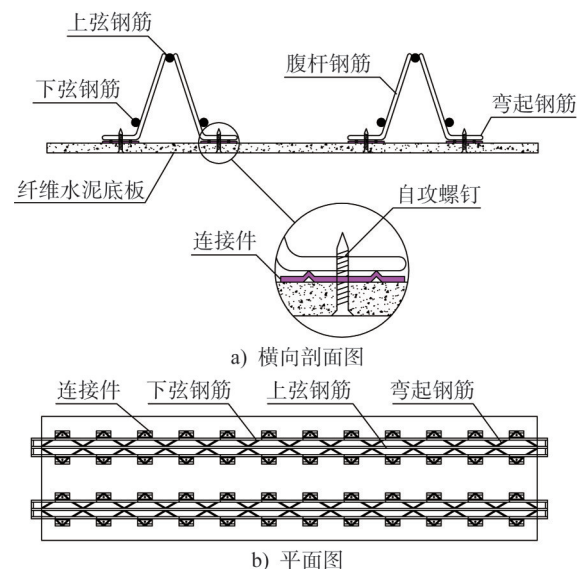 上弦钢筋
腹杆钢筋
下弦钢筋
弯起钢筋
纤维水泥底板
自攻螺钉
连接件
a) 横向剖面图
连接件 下弦钢筋 上弦钢筋 弯起钢筋
b) 平面图